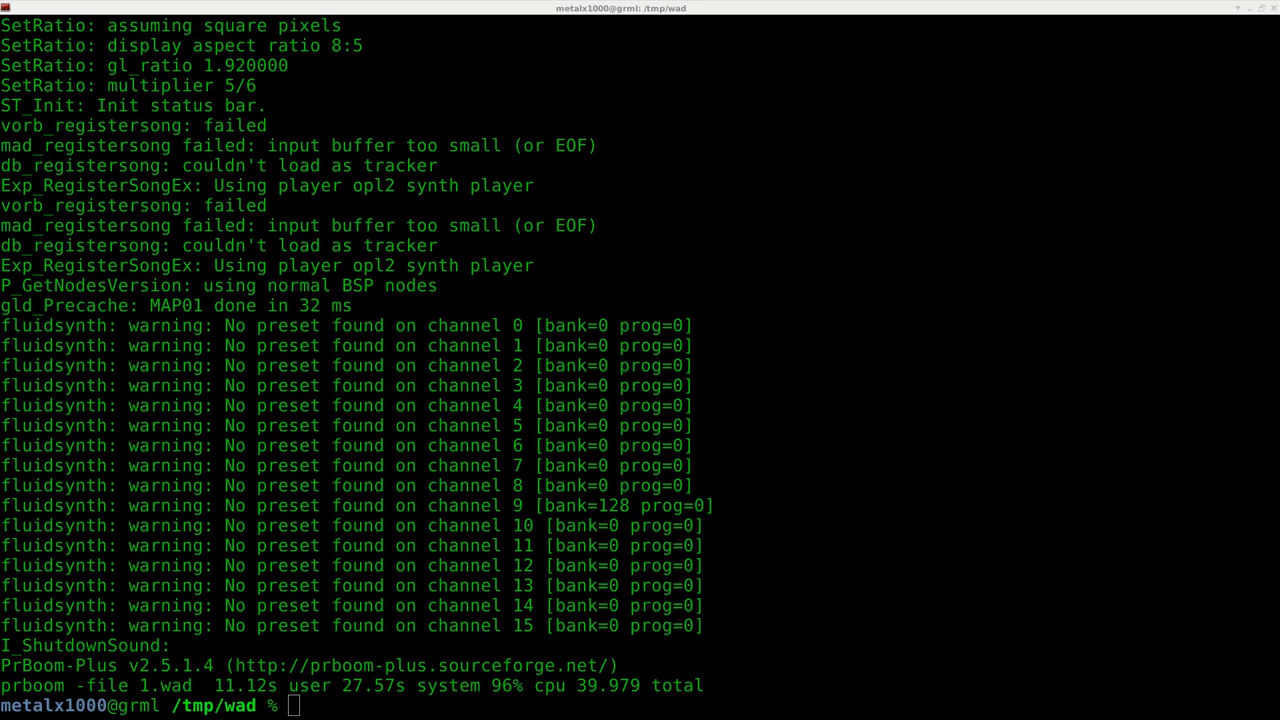 metalx1000@grml: /tmp/wad
SetRatio: assuming square pixels
SetRatio: display aspect ratio 8:5
SetRatio: gl_ratio 1.920000
SetRatio: multiplier 5/6
ST_Init: Init status bar.
vorb_registersong: failed
mad_registersong failed: input buffer too small (or EOF)
db_registersong: couldn't load as tracker
Exp_RegisterSongEx: Using player opl2 synth player
vorb_registersong: failed
mad_registersong failed: input buffer too small (or EOF)
db_registersong: couldn't load as tracker
Exp_RegisterSongEx: Using player opl2 synth player
P_GetNodesVersion: using normal BSP nodes
gld_Precache: MAP01 done in 32 ms
fluidsynth: warning: No preset found on channel 0 [bank=0 prog=0]
fluidsynth: warning: No preset found on channel 1 [bank=0 prog=0]
fluidsynth: warning: No preset found on channel 2 [bank=0 prog=0]
fluidsynth: warning: No preset found on channel 3 [bank=0 prog=0]
fluidsynth: warning: No preset found on channel 4 [bank=0 prog=0]
fluidsynth: warning: No preset found on channel 5 [bank=0 prog=0]
fluidsynth: warning: No preset found on channel 6 [bank=0 prog=0]
fluidsynth: warning: No preset found on channel 7 [bank=0 prog=0]
fluidsynth: warning: No preset found on channel 8 [bank=0 prog=0]
fluidsynth: warning: No preset found on channel 9 [bank=128 prog=0]
fluidsynth: warning: No preset found on channel 10 [bank=0 prog=0]
fluidsynth: warning: No preset found on channel 11 [bank=0 prog=0]
fluidsynth: warning: No preset found on channel 12 [bank=0 prog=0]
fluidsynth: warning: No preset found on channel 13 [bank=0 prog=0]
fluidsynth: warning: No preset found on channel 14 [bank=0 prog=0]
fluidsynth: warning: No preset found on channel 15 [bank=0 prog=0]
I_ShutdownSound:
PrBoom-Plus v2.5.1.4 (http://prboom-plus.sourceforge.net/)
prboom -file 1.wad  11.12s user 27.57s system 96% cpu 39.979 total
metalx1000@grml /tmp/wad %